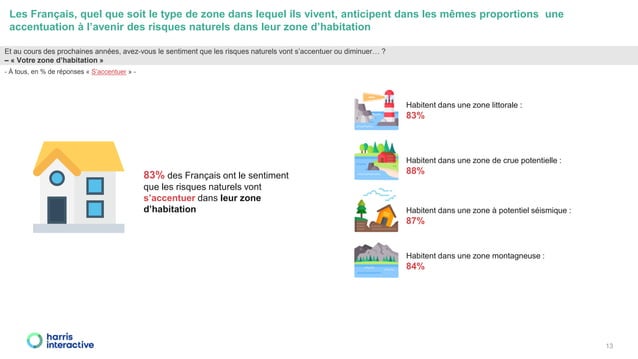 Les Français, quel que soit le type de zone dans lequel ils vivent, anticipent dans les mêmes proportions une
accentuation à l’avenir des risques naturels dans leur zone d’habitation
Et au cours des prochaines années, avez-vous le sentiment que les risques naturels vont s’accentuer ou diminuer… ?
– « Votre zone d’habitation »
- À tous, en % de réponses « S’accentuer » -
83% des Français ont le sentiment
que les risques naturels vont
s’accentuer dans leur zone
d’habitation
Habitent dans une zone littorale :
83%
Habitent dans une zone de crue potentielle :
88%
Habitent dans une zone à potentiel séismique :
87%
Habitent dans une zone montagneuse :
84%
harris
interactive
13